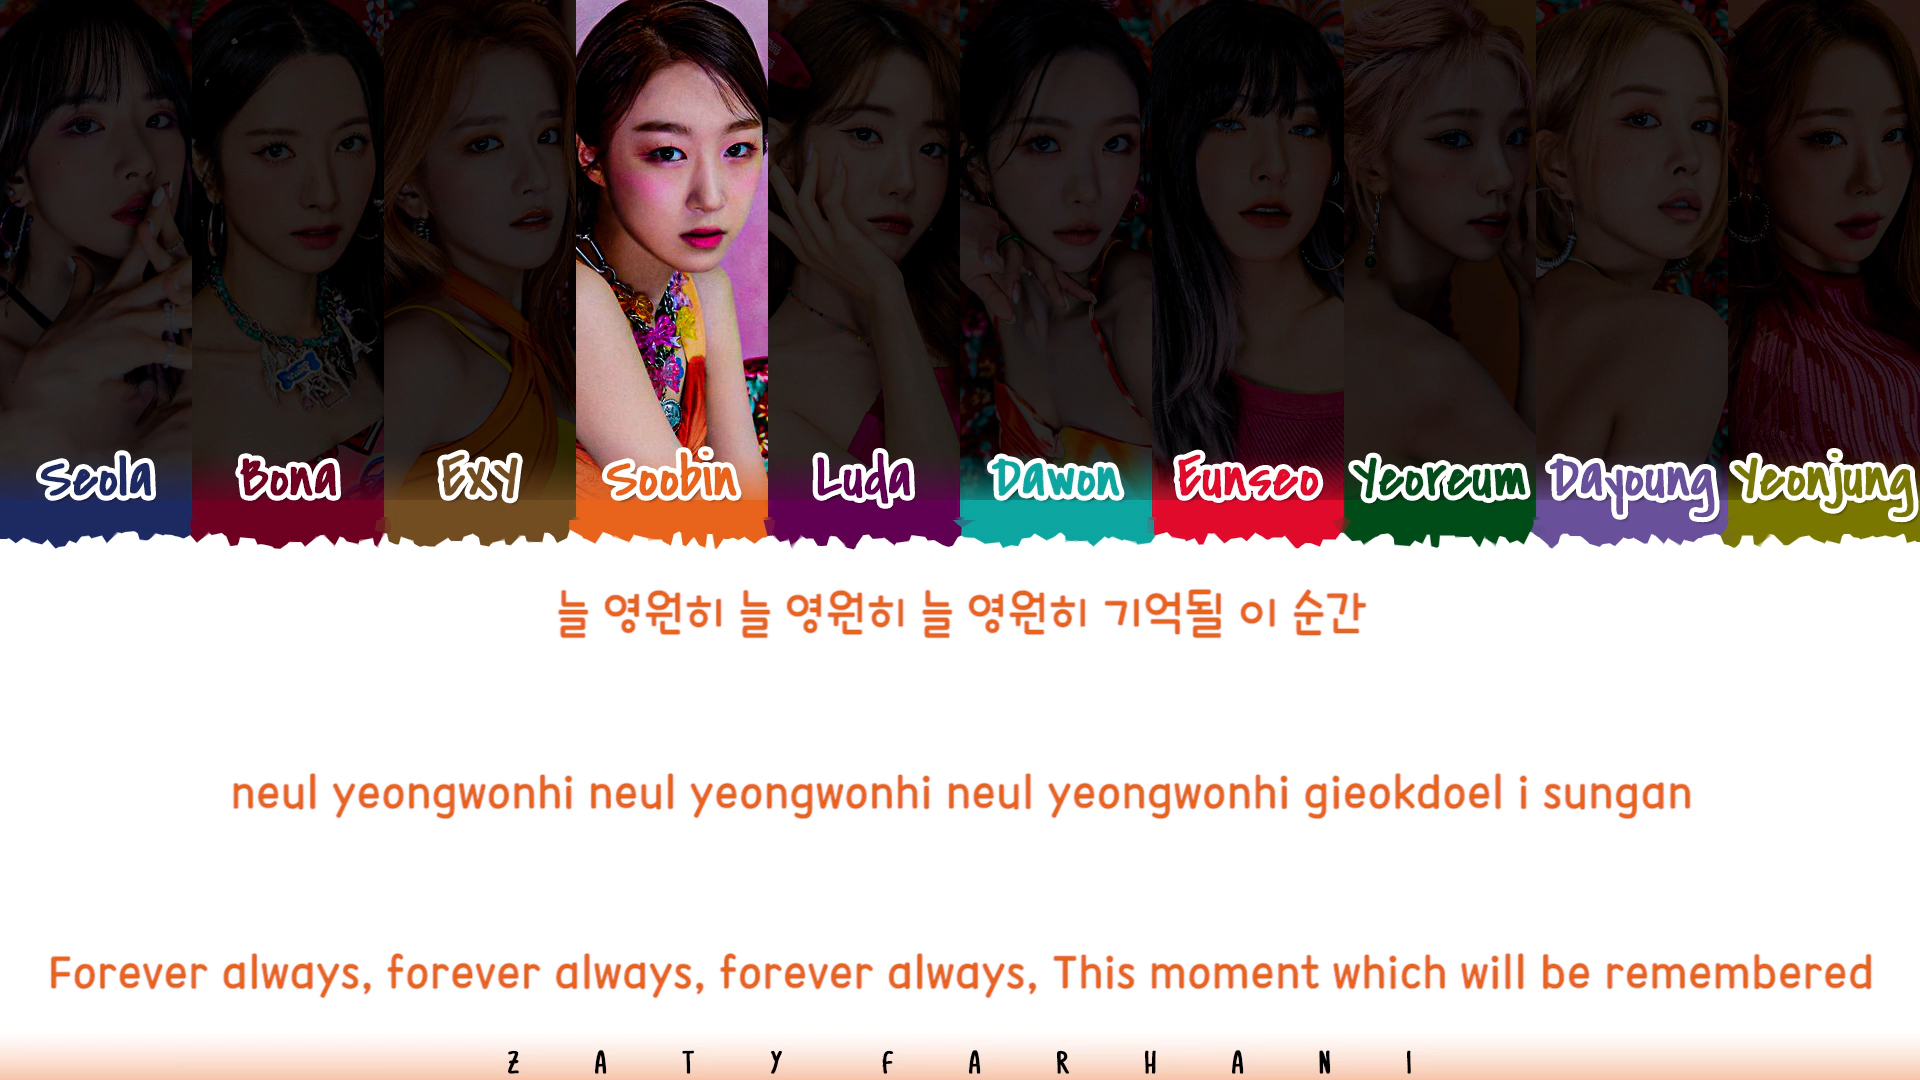 Seola Bona Exy Soobin Luda Dawon Eunseo Yeoreum Dayoung Yeonjung
늘 영원히 늘 영원히 늘 영원히 기억될 이 순간
neul yeongwonhi neul yeongwonhi neul yeongwonhi gieokdoel i sungan
Forever always, forever always, forever always, This moment which will be remembered
ZATY FARHANI